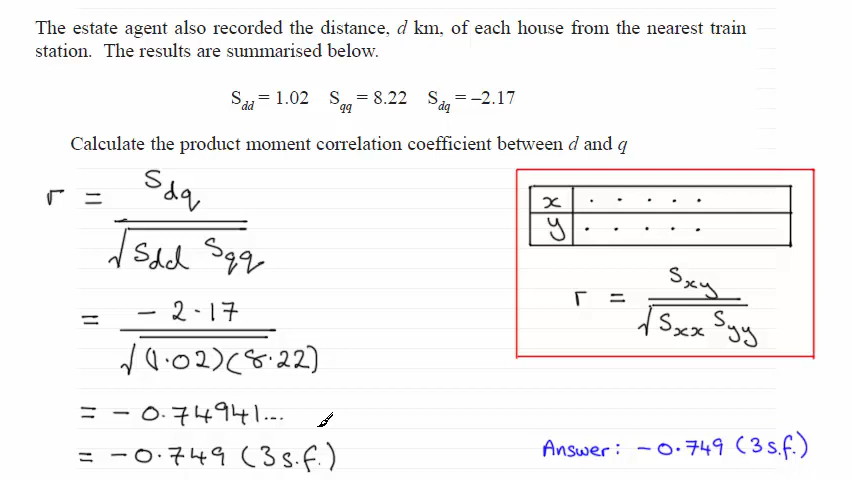 The estate agent also recorded the distance, d km, of each house from the nearest train
station. The results are summarised below.
S_dd = 1.02 S_qq = 8.22 S_dq = –2.17
Calculate the product moment correlation coefficient between d and q
r = S_dq / √(S_dd S_qq)
= -2·17 / √(1·02)(8·22)
= -0·74941...
= -0·749 (3 s.f.)
x · · · · ·
y · · · · ·
r = S_xy / √(S_xx S_yy)
Answer: -0·749 (3 s.f.)